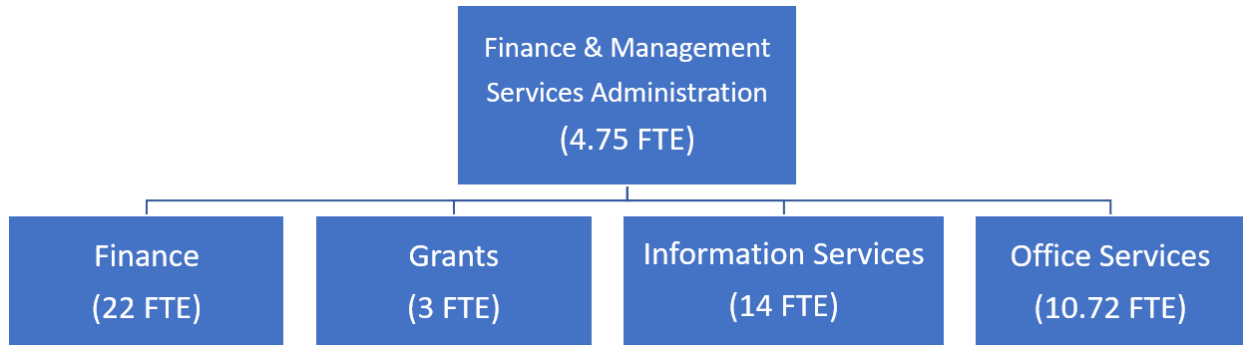 Finance & Management
Services Administration
(4.75 FTE)
Finance
(22 FTE)
Grants
(3 FTE)
Information Services
(14 FTE)
Office Services
(10.72 FTE)